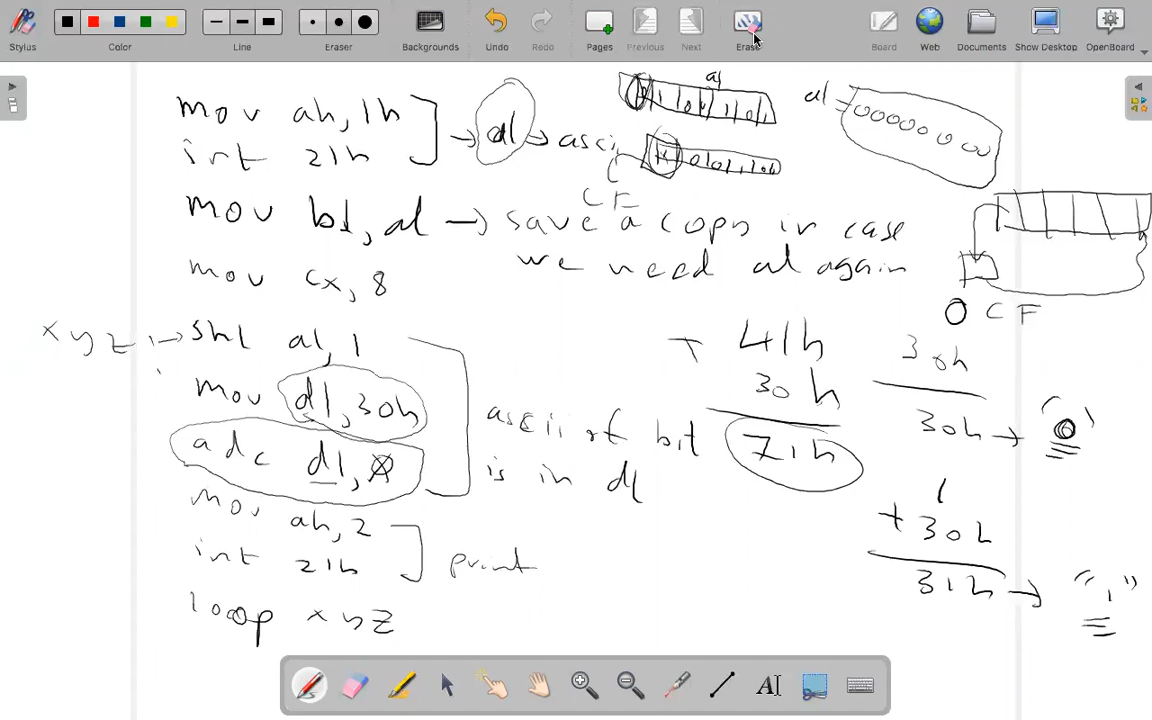 Stylus Color Line Eraser Backgrounds Undo Redo Pages Previous Next Erase Board Web Documents Show Desktop OpenBoard
mov ah, 1h
int 21h
→ al → ascii
al
al = 00000000
CF
mov bl, al → save a copy in case
we need al again
mov cx, 8
0 CF
xyz: → shl al, 1
mov dl, 30h
adc dl,
ascii of bit
is in dl
mov ah, 2
int 21h
print
loop xyz
+ 41h
30h
71h
30h
30h → '0'
1
+ 30h
31h → "1"
AI